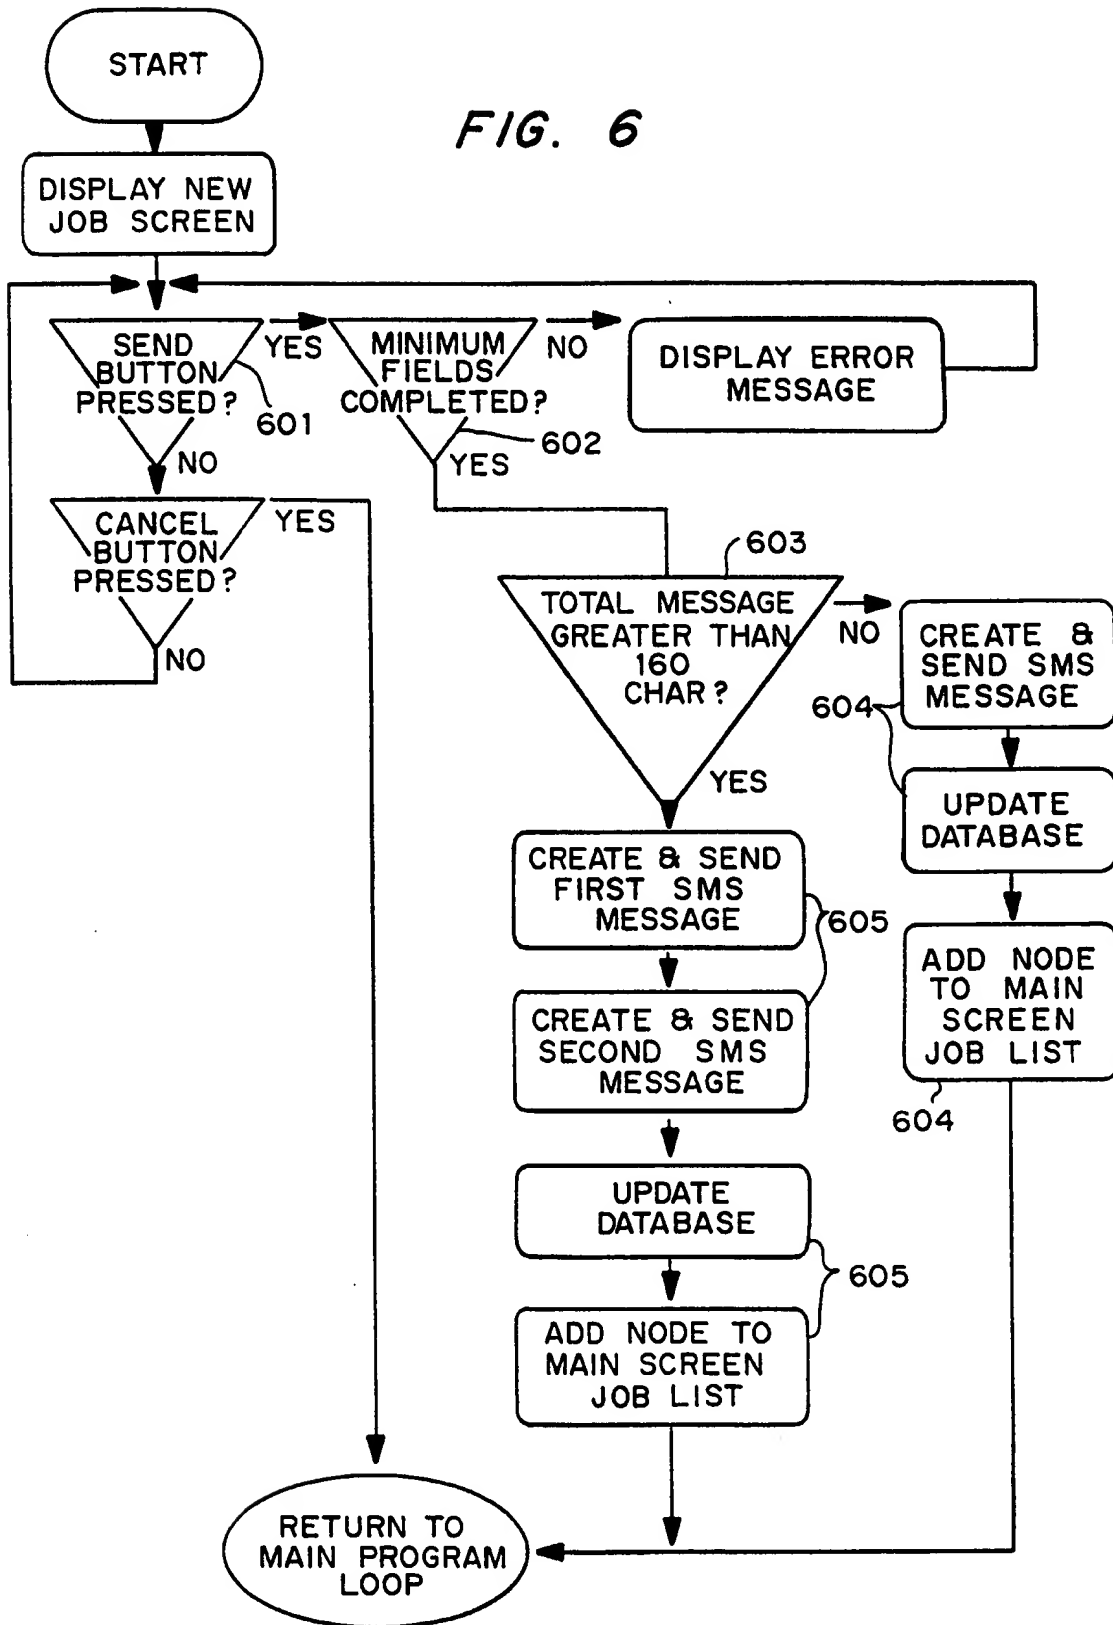 START
FIG. 6
DISPLAY NEW
JOB SCREEN
SEND
BUTTON
PRESSED?
YES
601
NO
MINIMUM
FIELDS
COMPLETED?
NO
602
YES
DISPLAY ERROR
MESSAGE
CANCEL
BUTTON
PRESSED?
YES
NO
603
TOTAL MESSAGE
GREATER THAN
160
CHAR?
NO
YES
CREATE &
SEND SMS
MESSAGE
604
UPDATE
DATABASE
ADD NODE
TO MAIN
SCREEN
JOB LIST
604
CREATE & SEND
FIRST SMS
MESSAGE
605
CREATE & SEND
SECOND SMS
MESSAGE
UPDATE
DATABASE
605
ADD NODE TO
MAIN SCREEN
JOB LIST
RETURN TO
MAIN PROGRAM
LOOP